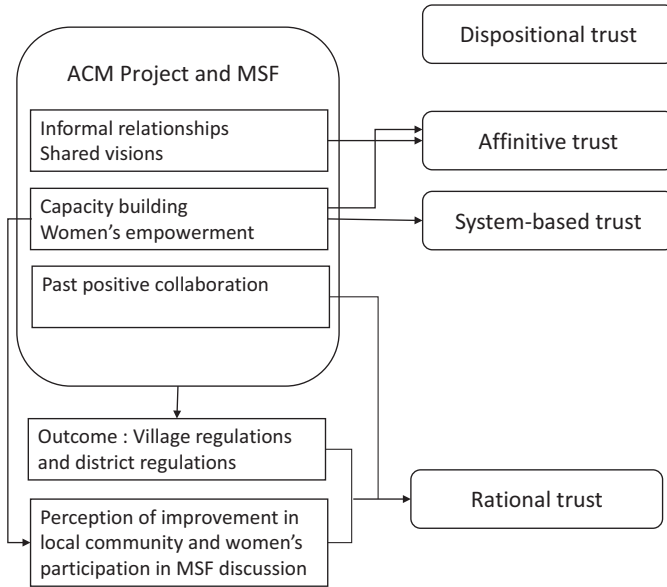 Dispositional trust
ACM Project and MSF
Informal relationships
Shared visions
Affinitive trust
Capacity building
Women’s empowerment
System-based trust
Past positive collaboration
Outcome : Village regulations
and district regulations
Rational trust
Perception of improvement in
local community and women’s
participation in MSF discussion